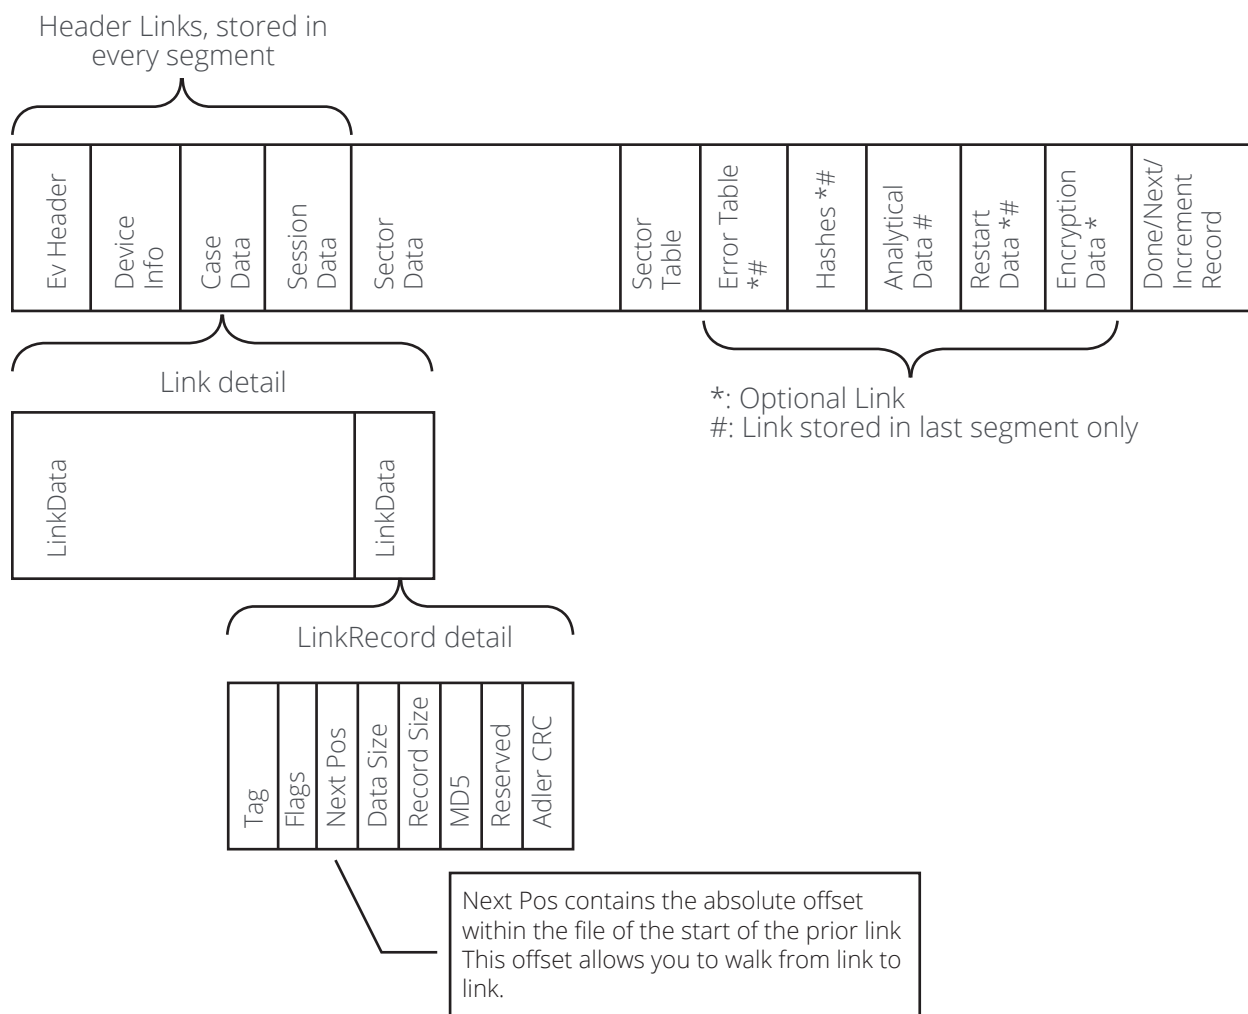 Header Links, stored in
every segment
Ev Header
Device
Info
Case
Data
Session
Data
Sector
Data
Sector
Table
Error Table
*#
Hashes *#
Analytical
Data #
Restart
Data *#
Encryption
Data *
Done/Next/
Increment
Record
Link detail
*: Optional Link
#: Link stored in last segment only
LinkData
LinkData
LinkRecord detail
Tag
Flags
Next Pos
Data Size
Record Size
MD5
Reserved
Adler CRC
Next Pos contains the absolute offset
within the file of the start of the prior link
This offset allows you to walk from link to
link.